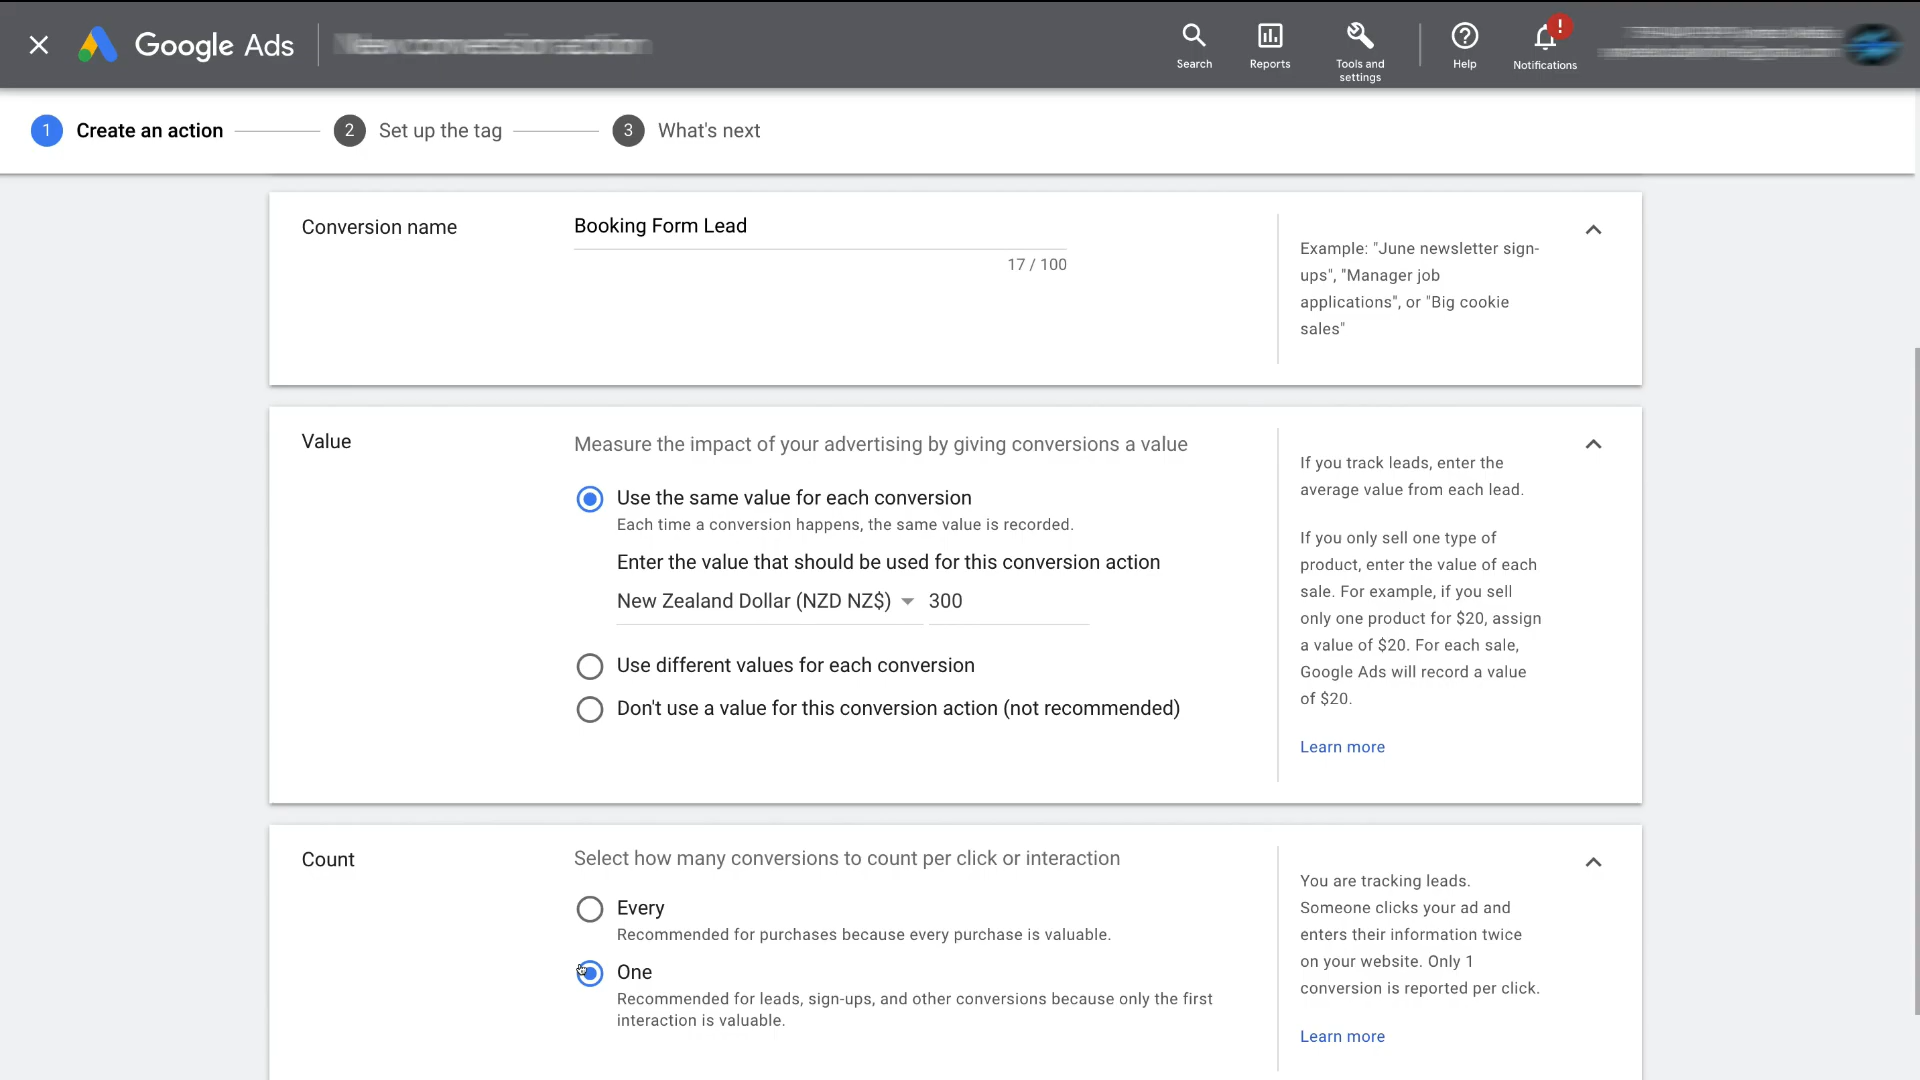 Google Ads
Search
Reports
Tools and
settings
Help
!
Notifications
1
Create an action
2
Set up the tag
3
What's next
Conversion name
Booking Form Lead
17 / 100
Example: "June newsletter sign-
ups", "Manager job
applications", or "Big cookie
sales"
Value
Measure the impact of your advertising by giving conversions a value
Use the same value for each conversion
Each time a conversion happens, the same value is recorded.
Enter the value that should be used for this conversion action
New Zealand Dollar (NZD NZ$)
300
Use different values for each conversion
Don't use a value for this conversion action (not recommended)
If you track leads, enter the
average value from each lead.
If you only sell one type of
product, enter the value of each
sale. For example, if you sell
only one product for $20, assign
a value of $20. For each sale,
Google Ads will record a value
of $20.
Learn more
Count
Select how many conversions to count per click or interaction
Every
Recommended for purchases because every purchase is valuable.
One
Recommended for leads, sign-ups, and other conversions because only the first
interaction is valuable.
You are tracking leads.
Someone clicks your ad and
enters their information twice
on your website. Only 1
conversion is reported per click.
Learn more